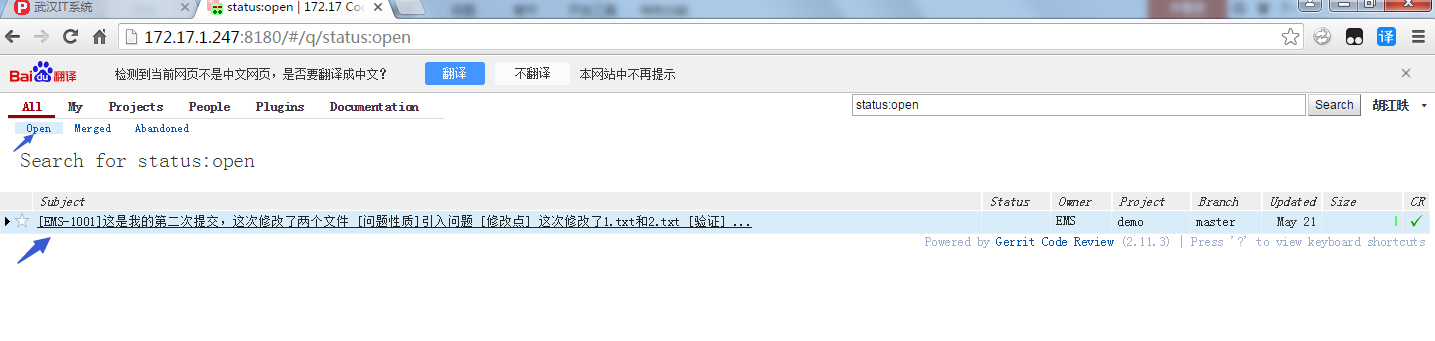 武汉IT系统 status:open | 172.17 Co
172.17.1.247:8180/#/q/status:open
Bai du 翻译 检测到当前网页不是中文网页，是否要翻译成中文？ 翻译 不翻译 本网站中不再提示
All My Projects People Plugins Documentation status:open Search 胡江映
Open Merged Abandoned
Search for status:open
Subject Status Owner Project Branch Updated Size CR
[EMS-1001]这是我的第二次提交，这次修改了两个文件 [问题性质]引入问题 [修改点] 这次修改了1.txt和2.txt [验证] ... EMS demo master May 21
Powered by Gerrit Code Review (2.11.3) | Press '?' to view keyboard shortcuts